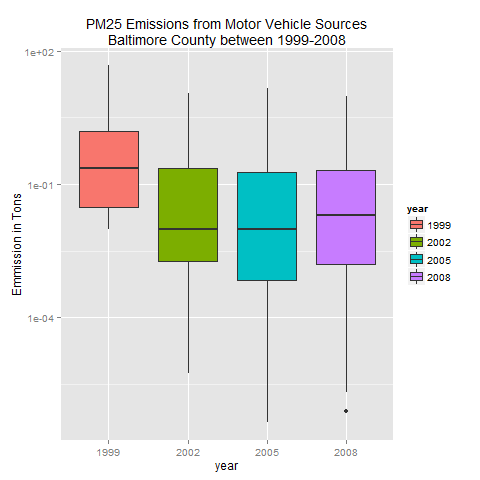 PM25 Emissions from Motor Vehicle Sources
Baltimore County between 1999-2008
1e+02
1e-01
1e-04
Emmission in Tons
1999
2002
2005
2008
year
year
1999
2002
2005
2008